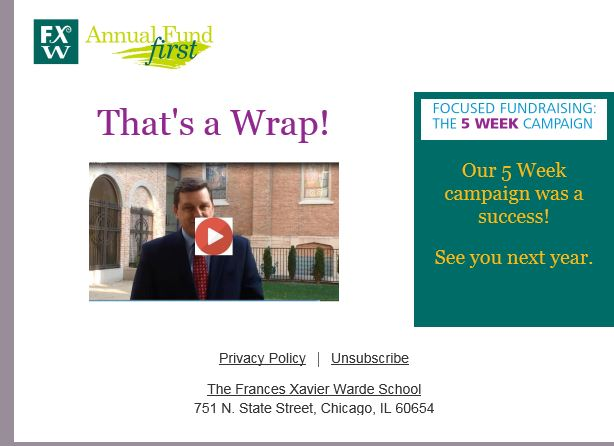 FXW
Annual Fund
first
That's a Wrap!
FOCUSED FUNDRAISING:
THE 5 WEEK CAMPAIGN
Our 5 Week
campaign was a
success!
See you next year.
Privacy Policy | Unsubscribe
The Frances Xavier Warde School
751 N. State Street, Chicago, IL 60654